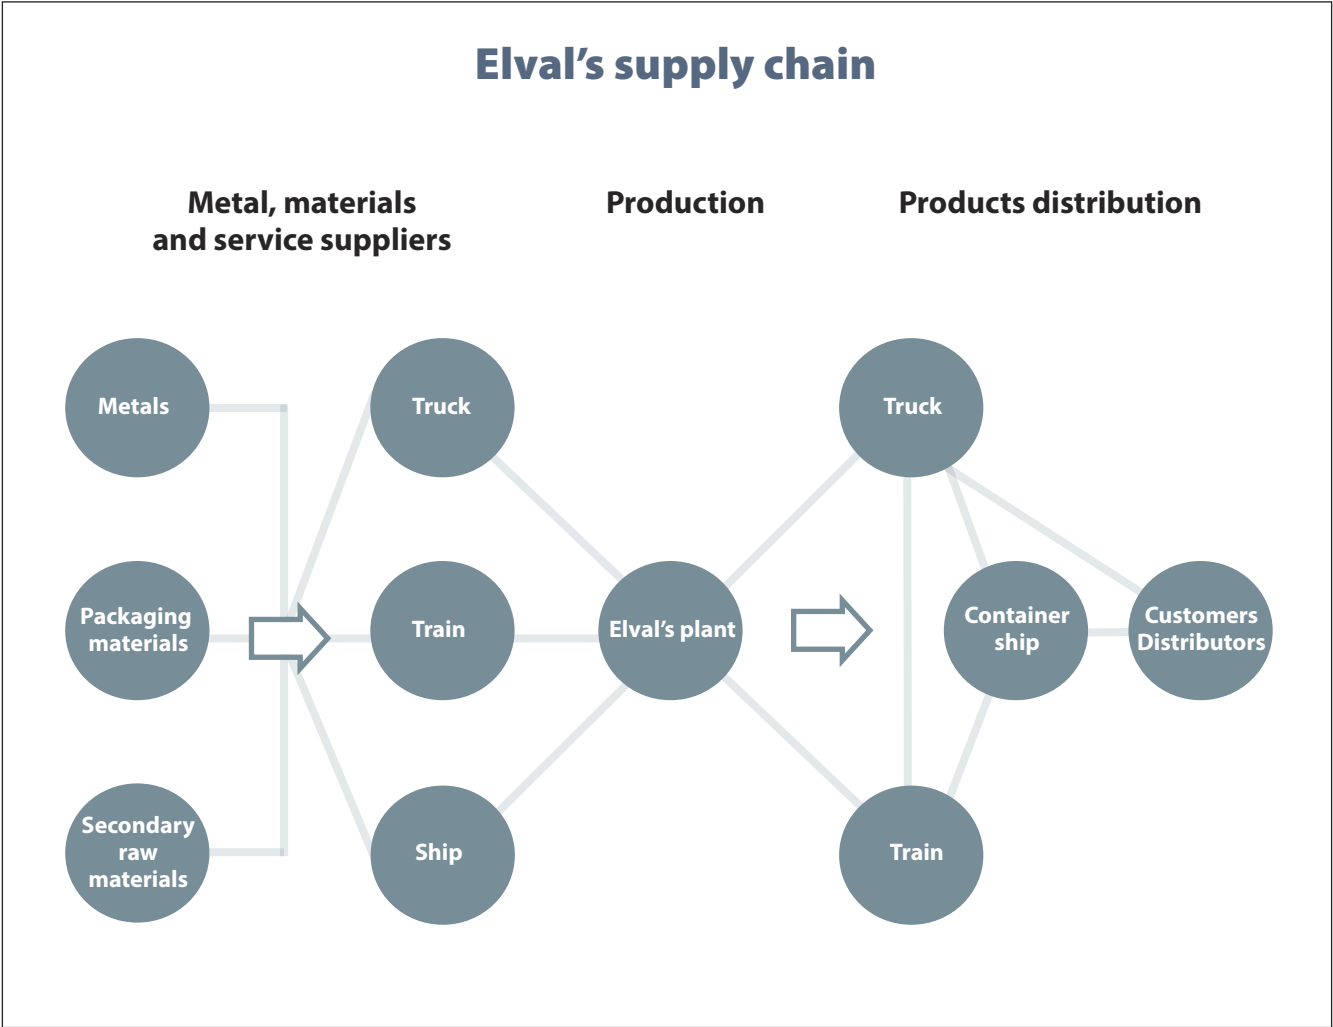 Elval’s supply chain
Metal, materials
and service suppliers
Production
Products distribution
Metals
Truck
Truck
Packaging
materials
Train
Elval’s plant
Container
ship
Customers
Distributors
Secondary
raw
materials
Ship
Train